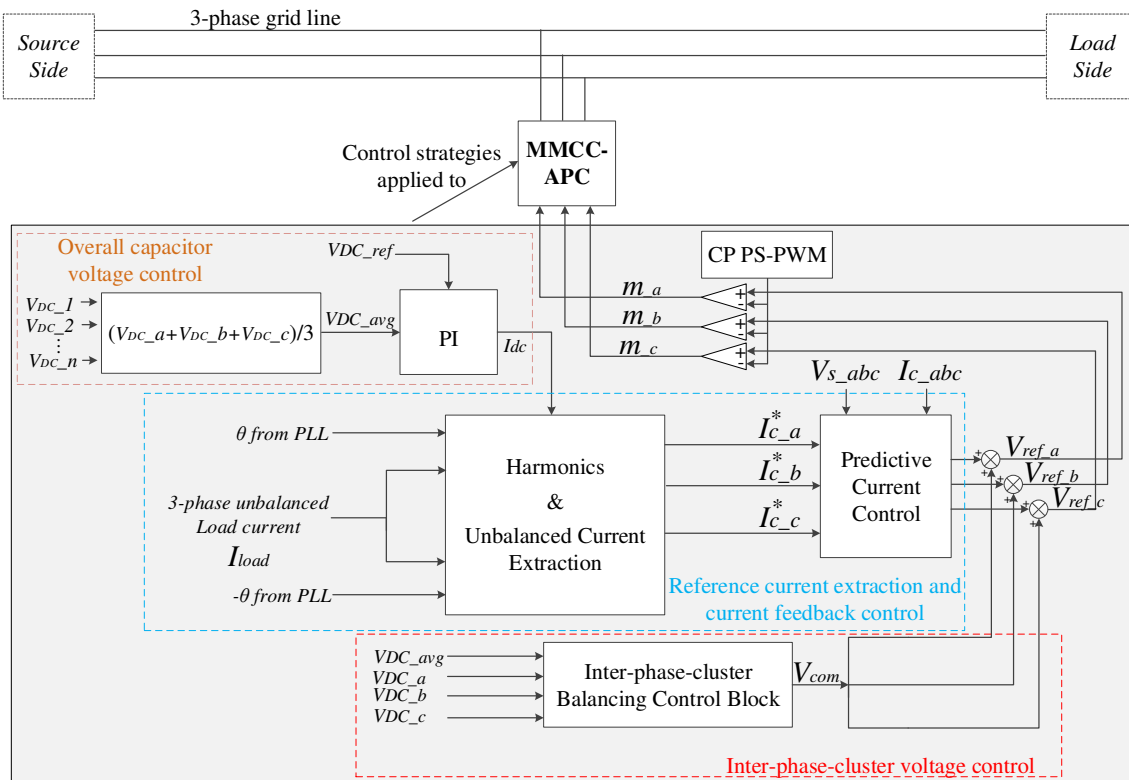 3-phase grid line
Source
Side
Load
Side
MMCC-
APC
Control strategies
applied to
Overall capacitor
voltage control
VDC_ref
CP PS-PWM
VDC_1
VDC_2
⋮
VDC_n
(VDC_a+VDC_b+VDC_c)/3
VDC_avg
PI
Idc
m_a
m_b
m_c
+
-
+
-
+
Vs_abc
Ic_abc
θ from PLL
3-phase unbalanced
Load current
Iload
-θ from PLL
Harmonics
&
Unbalanced Current
Extraction
I*c_a
I*c_b
I*c_c
Predictive
Current
Control
+
+
+
+
+
+
Vref_a
Vref_b
Vref_c
Reference current extraction and
current feedback control
VDC_avg
VDC_a
VDC_b
VDC_c
Inter-phase-cluster
Balancing Control Block
Vcom
Inter-phase-cluster voltage control